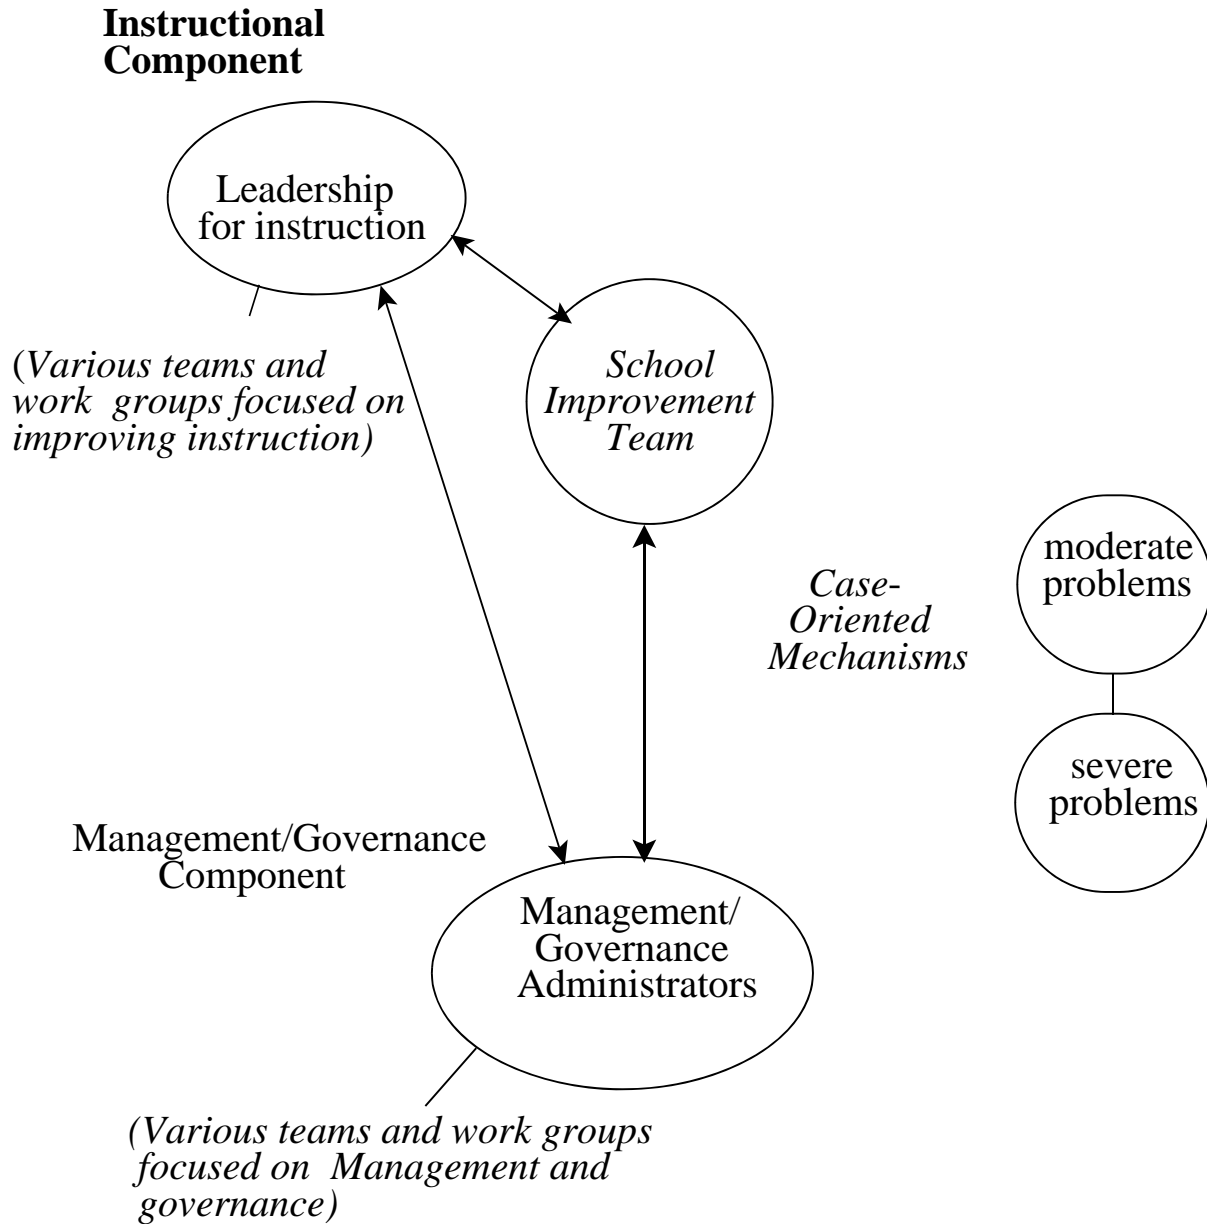 Instructional
Component
Leadership
for instruction
(Various teams and
work groups focused on
improving instruction)
School
Improvement
Team
Case-
Oriented
Mechanisms
moderate
problems
severe
problems
Management/Governance
Component
Management/
Governance
Administrators
(Various teams and work groups
focused on Management and
governance)